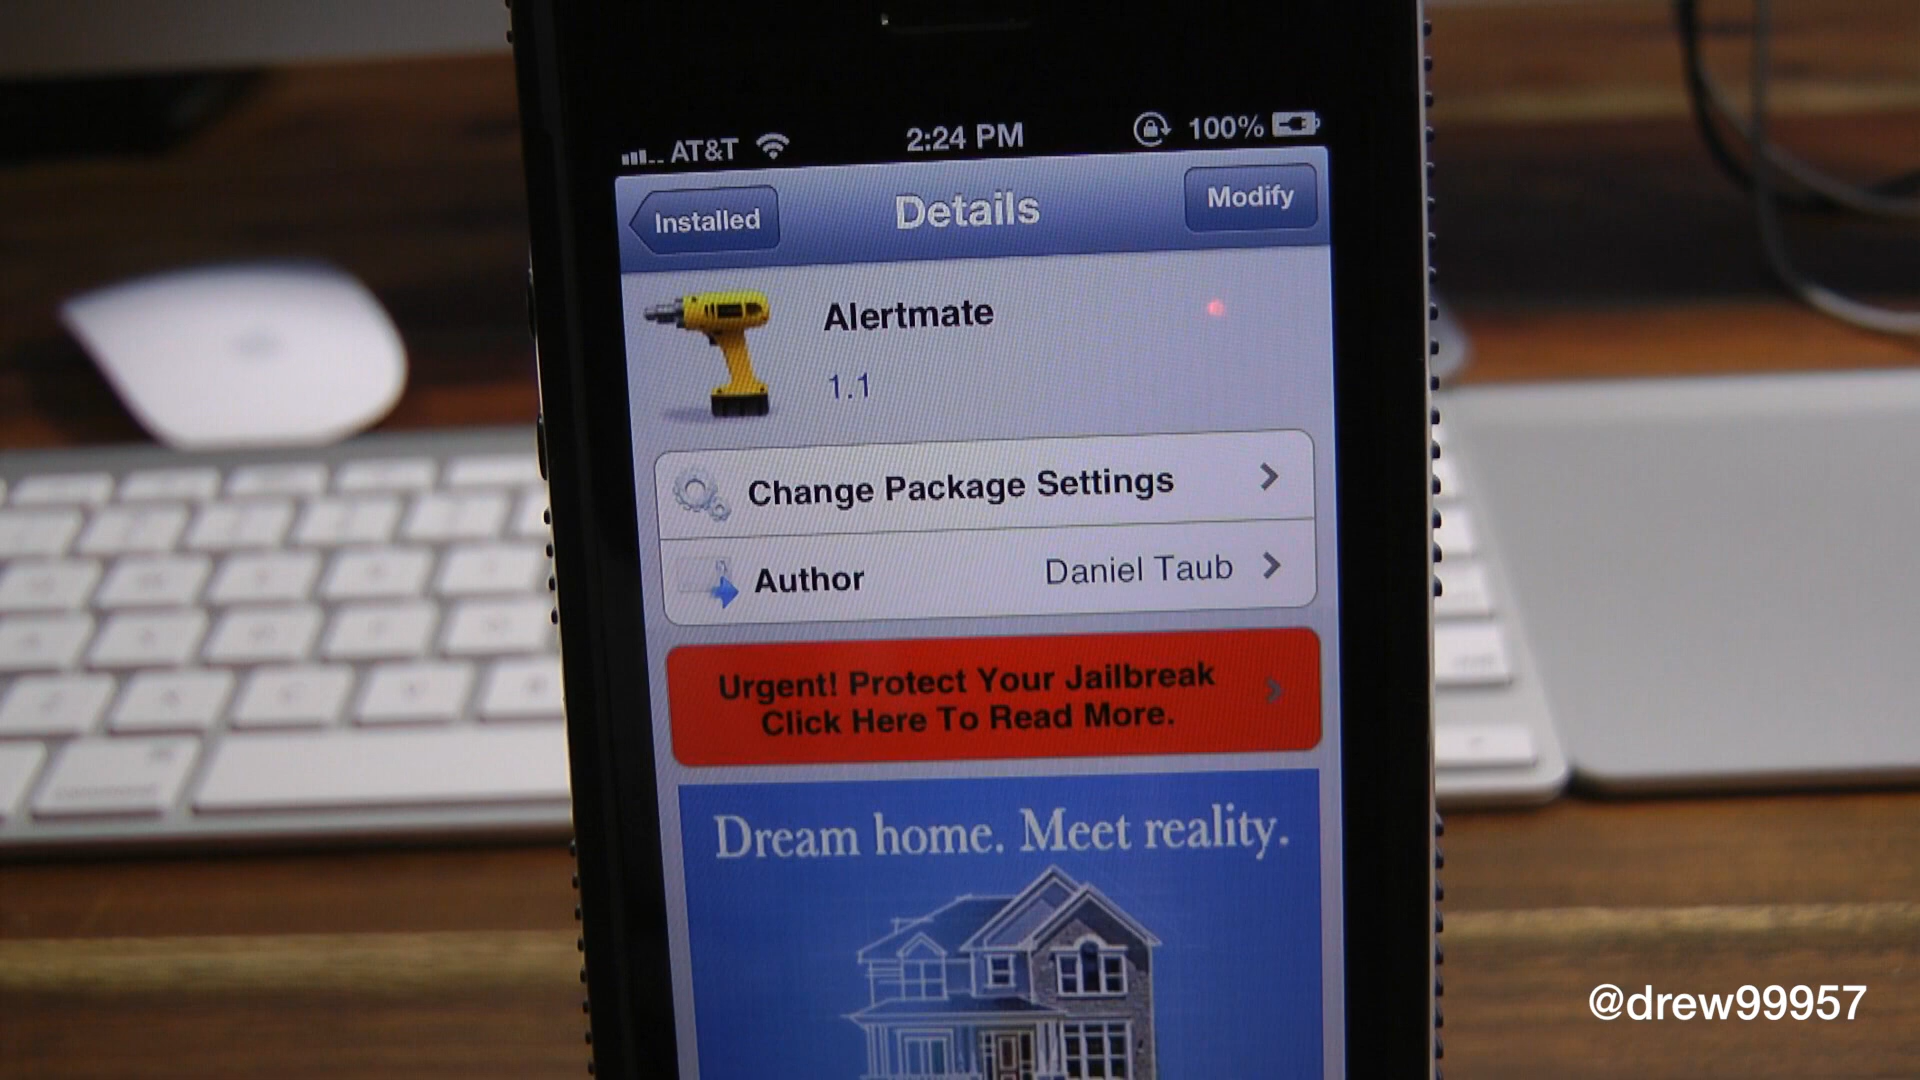 AT&T
2:24 PM
100%
Installed
Details
Modify
Alertmate
1.1
Change Package Settings
Author
Daniel Taub
Urgent! Protect Your Jailbreak
Click Here To Read More.
Dream home. Meet reality.
@drew99957